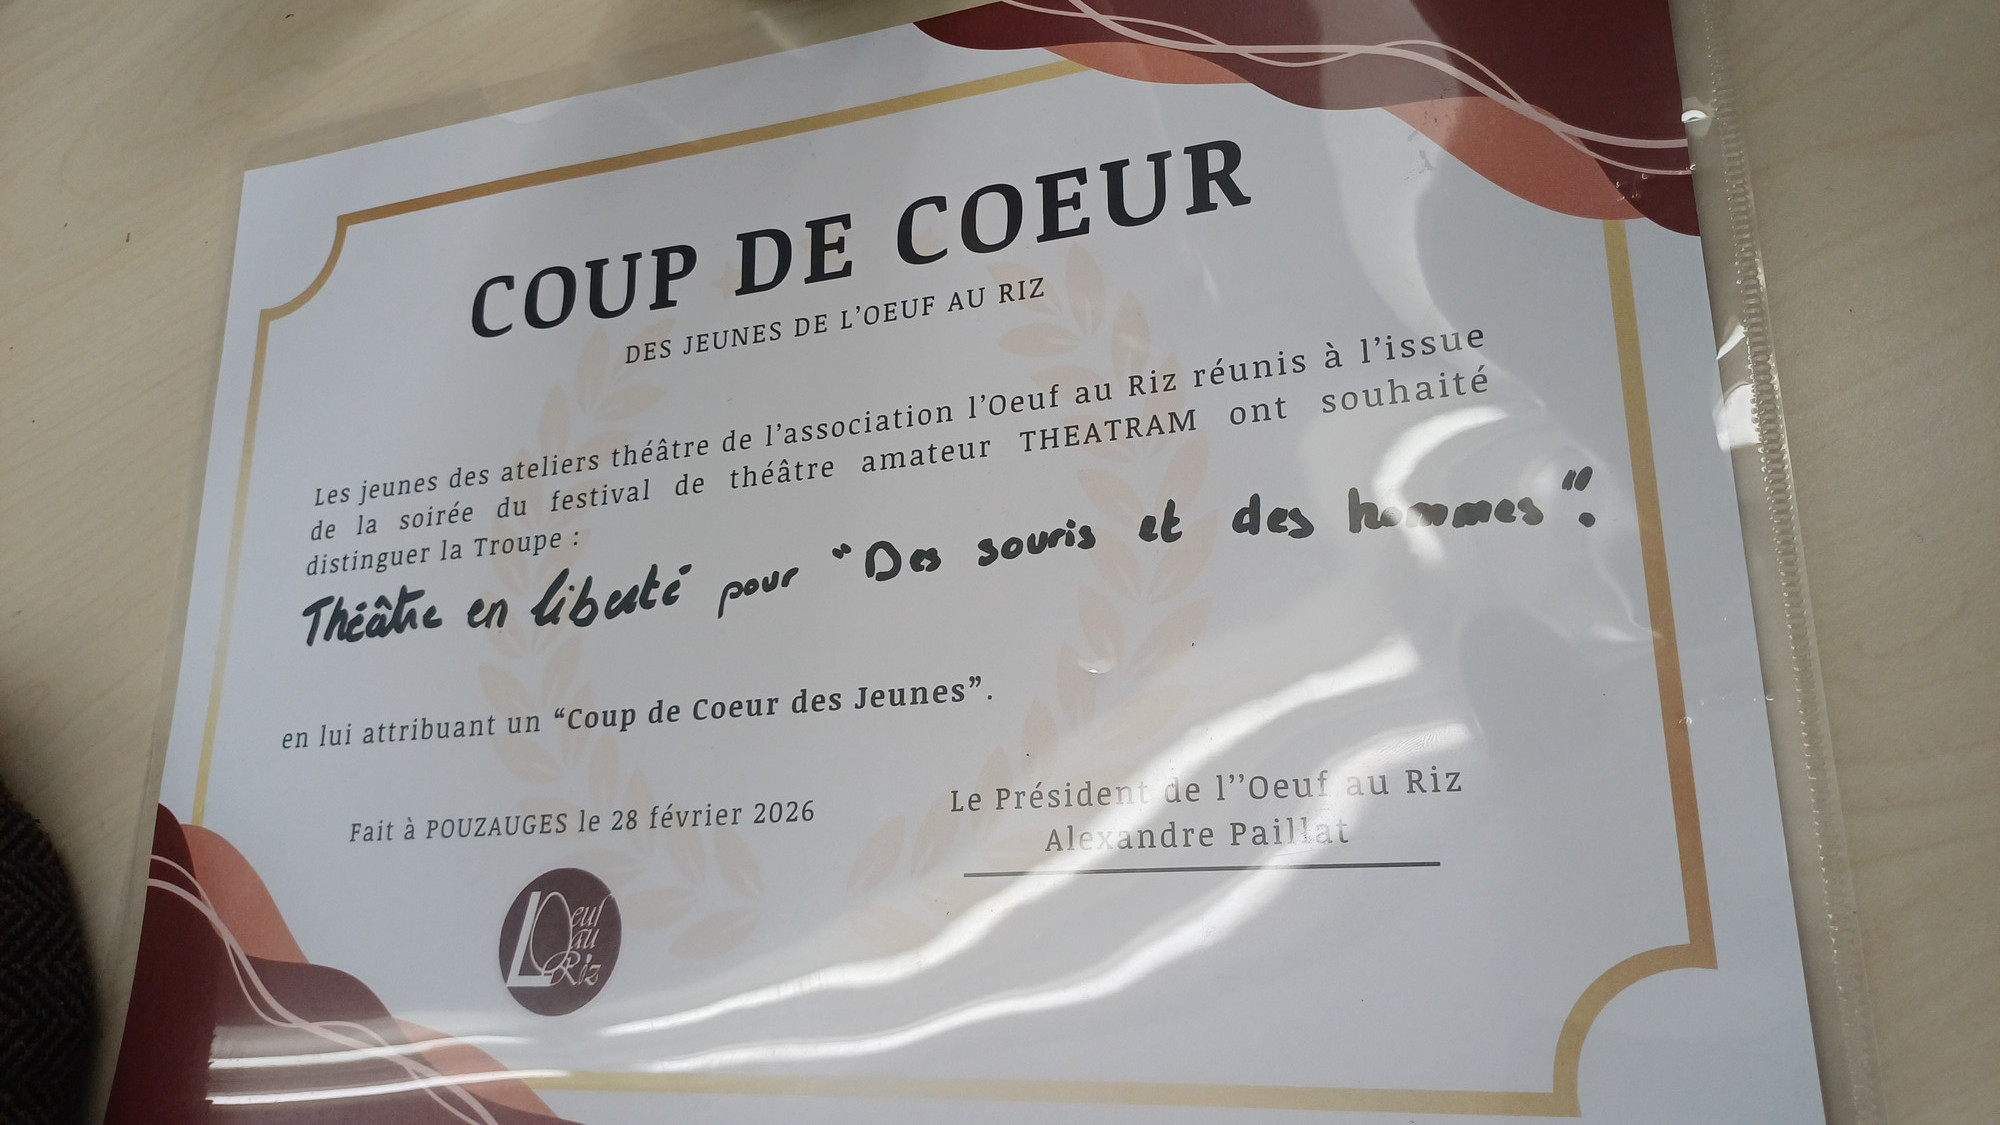 COUP DE COEUR
DES JEUNES DE L'OEUF AU RIZ
Les jeunes des ateliers théâtre de l'association l'Oeuf au Riz réunis à l'issue
de la soirée du festival de théâtre amateur THEATRAM ont souhaité
distinguer la Troupe :
Théâtre en liberté pour "Des souris et des hommes".
en lui attribuant un “Coup de Coeur des Jeunes”.
Fait à POUZAUGES le 28 février 2026
Le Président de l’’Oeuf au Riz
Alexandre Paillat
L'Oeuf
au
Riz